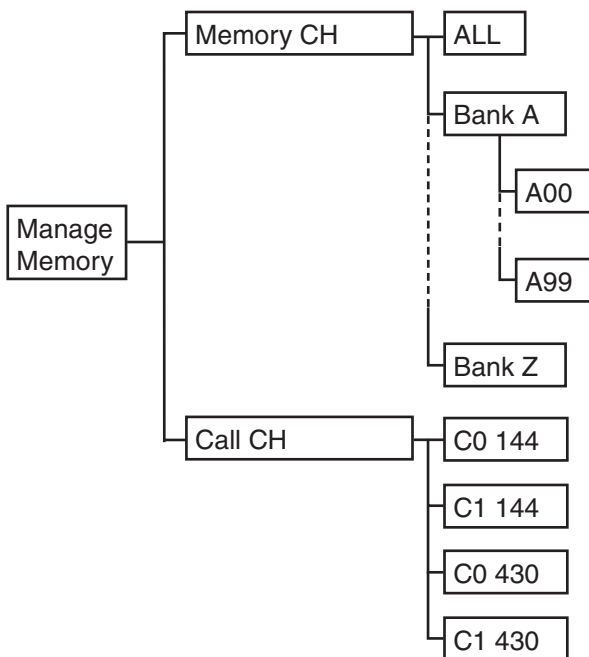 Memory CH
ALL
Bank A
A00
Manage
Memory
A99
Bank Z
Call CH
C0 144
C1 144
C0 430
C1 430